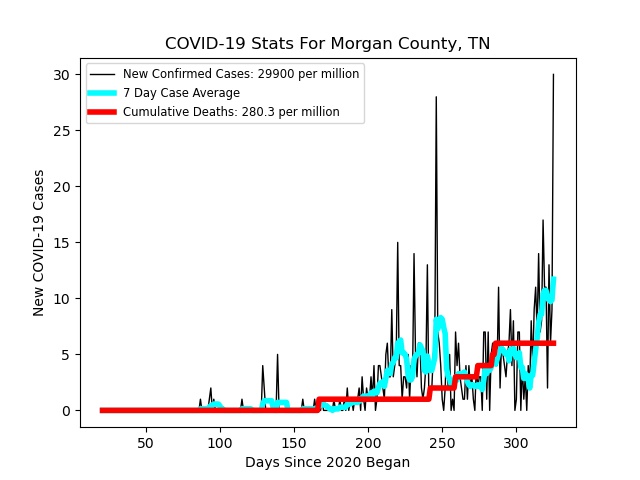 COVID-19 Stats For Morgan County, TN
New Confirmed Cases: 29900 per million
7 Day Case Average
Cumulative Deaths: 280.3 per million
New COVID-19 Cases
30
25
20
15
10
5
0
50 100 150 200 250 300
Days Since 2020 Began